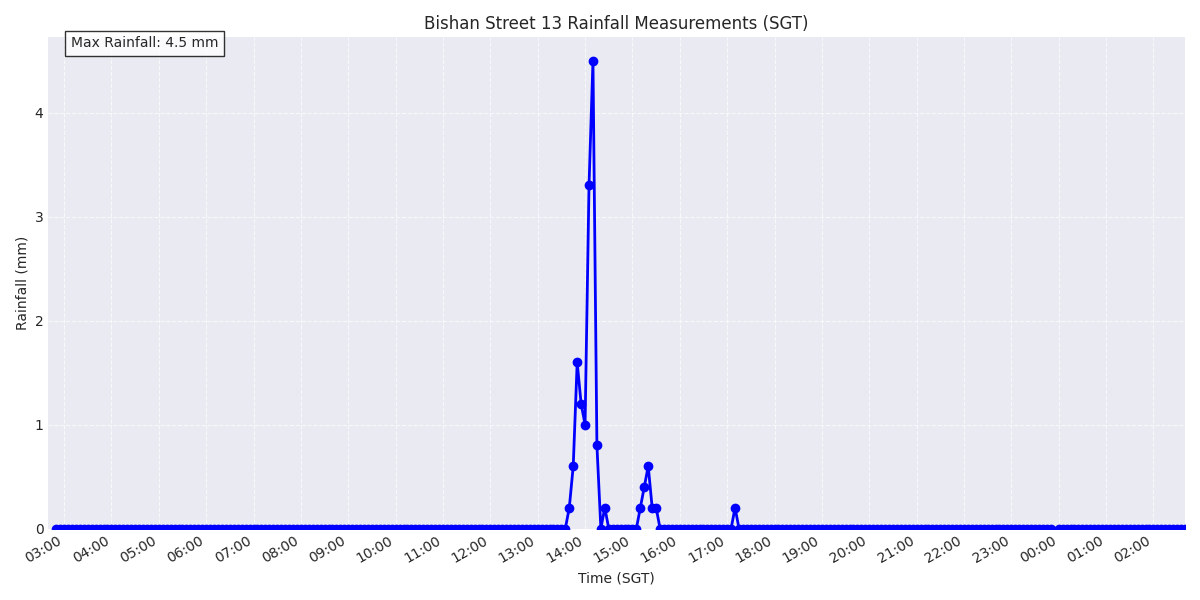 Bishan Street 13 Rainfall Measurements (SGT)
Max Rainfall: 4.5 mm
4
3
2
1
0
Rainfall (mm)
03:00 04:00 05:00 06:00 07:00 08:00 09:00 10:00 11:00 12:00 13:00 14:00 15:00 16:00 17:00 18:00 19:00 20:00 21:00 22:00 23:00 00:00 01:00 02:00
Time (SGT)